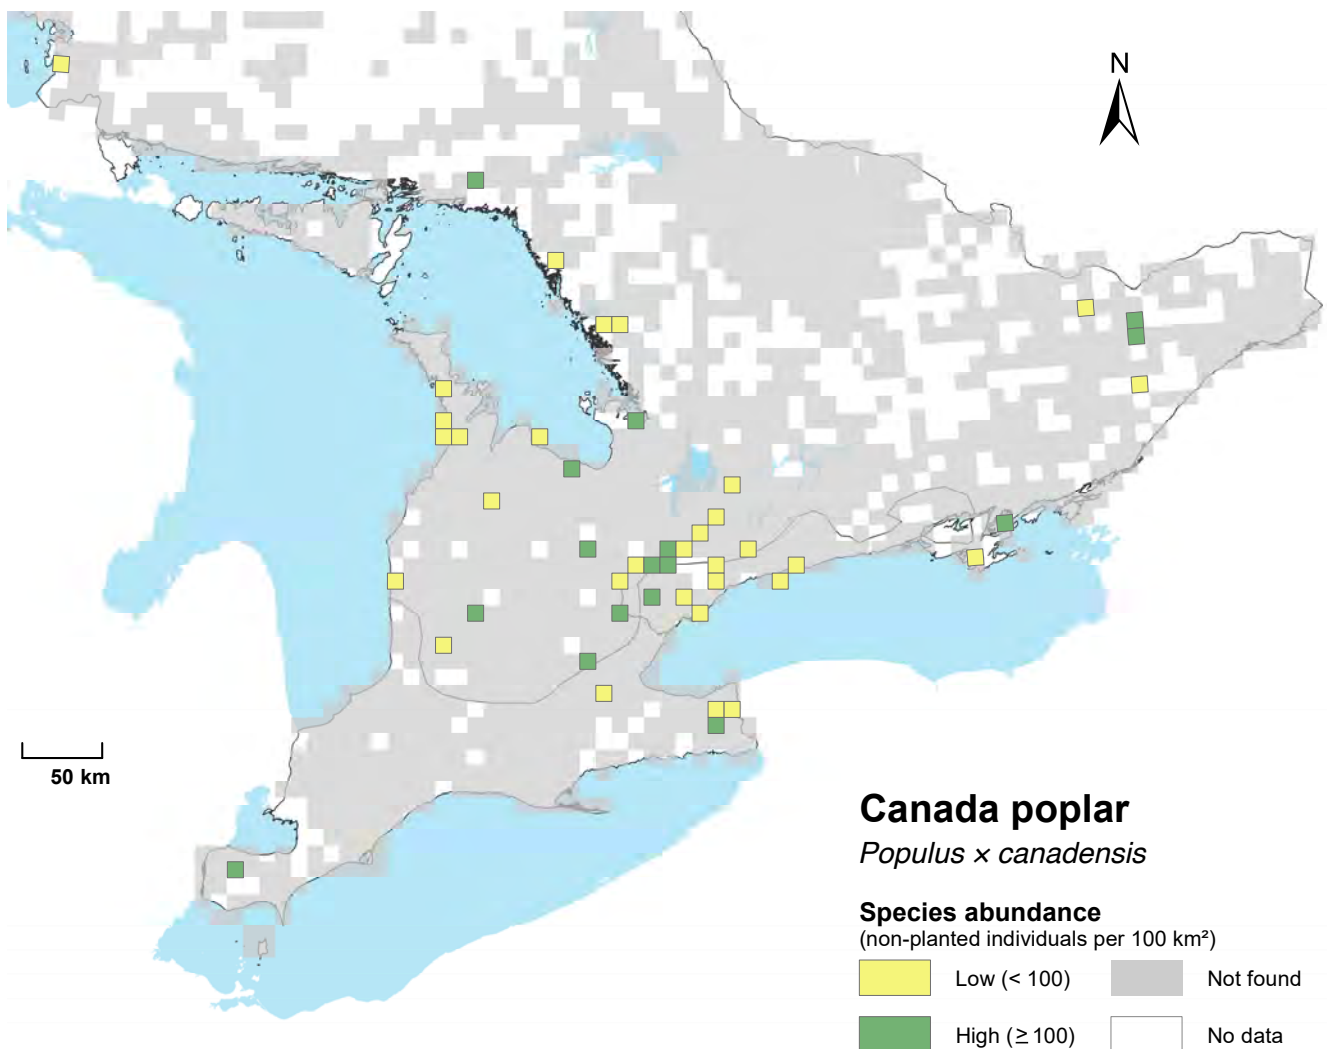 N
50 km
Canada poplar
Populus × canadensis
Species abundance
(non-planted individuals per 100 km²)
Low (< 100)
Not found
High (≥ 100)
No data